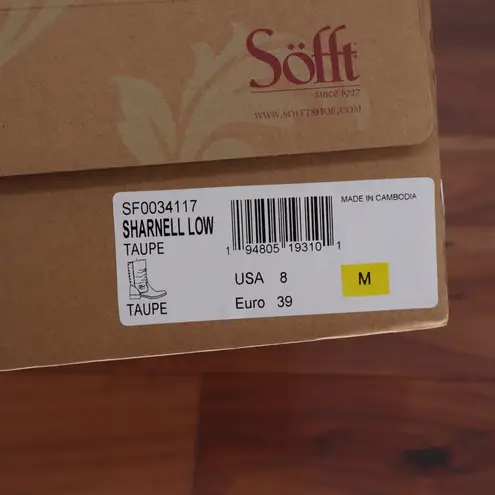 Söfft
since 1927
WWW.SOFFTSHOE.COM
SF0034117
MADE IN CAMBODIA
SHARNELL LOW
TAUPE
1 94805 19310 1
USA 8
M
Euro 39
TAUPE